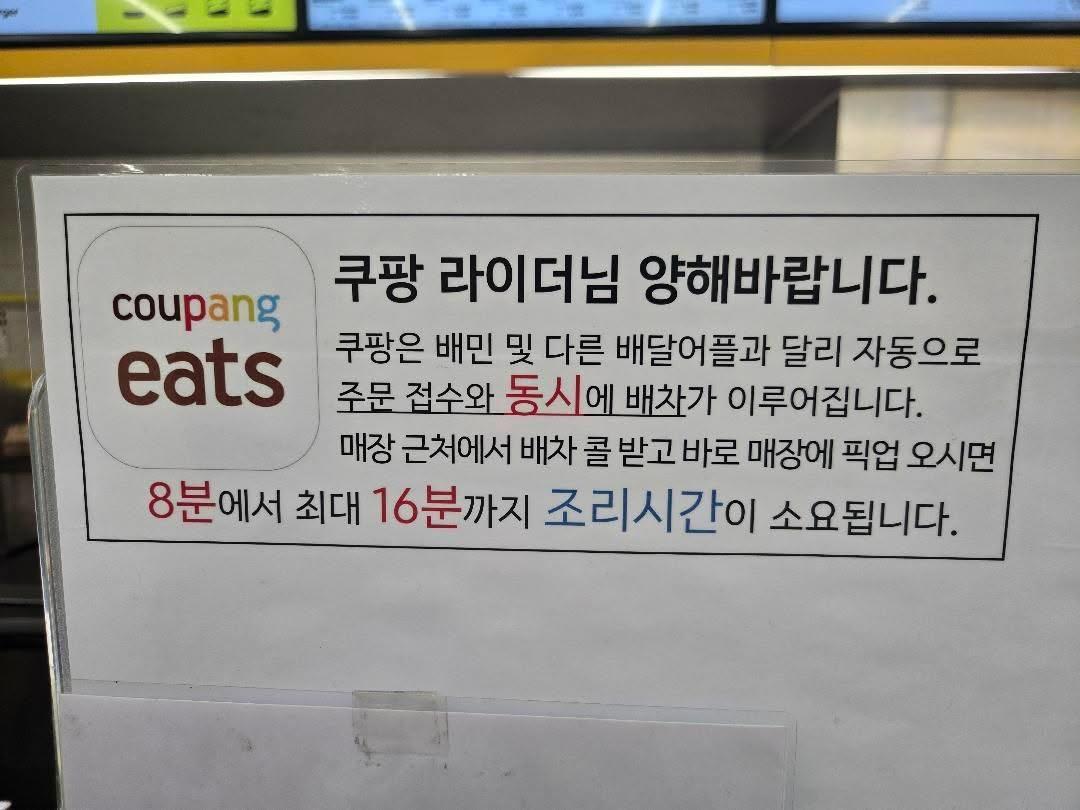 coupang
eats
쿠팡 라이더님 양해바랍니다.
쿠팡은 배민 및 다른 배달어플과 달리 자동으로
주문 접수와 동시에 배차가 이루어집니다.
매장 근처에서 배차 콜 받고 바로 매장에 픽업 오시면
8분에서 최대 16분까지 조리시간이 소요됩니다.